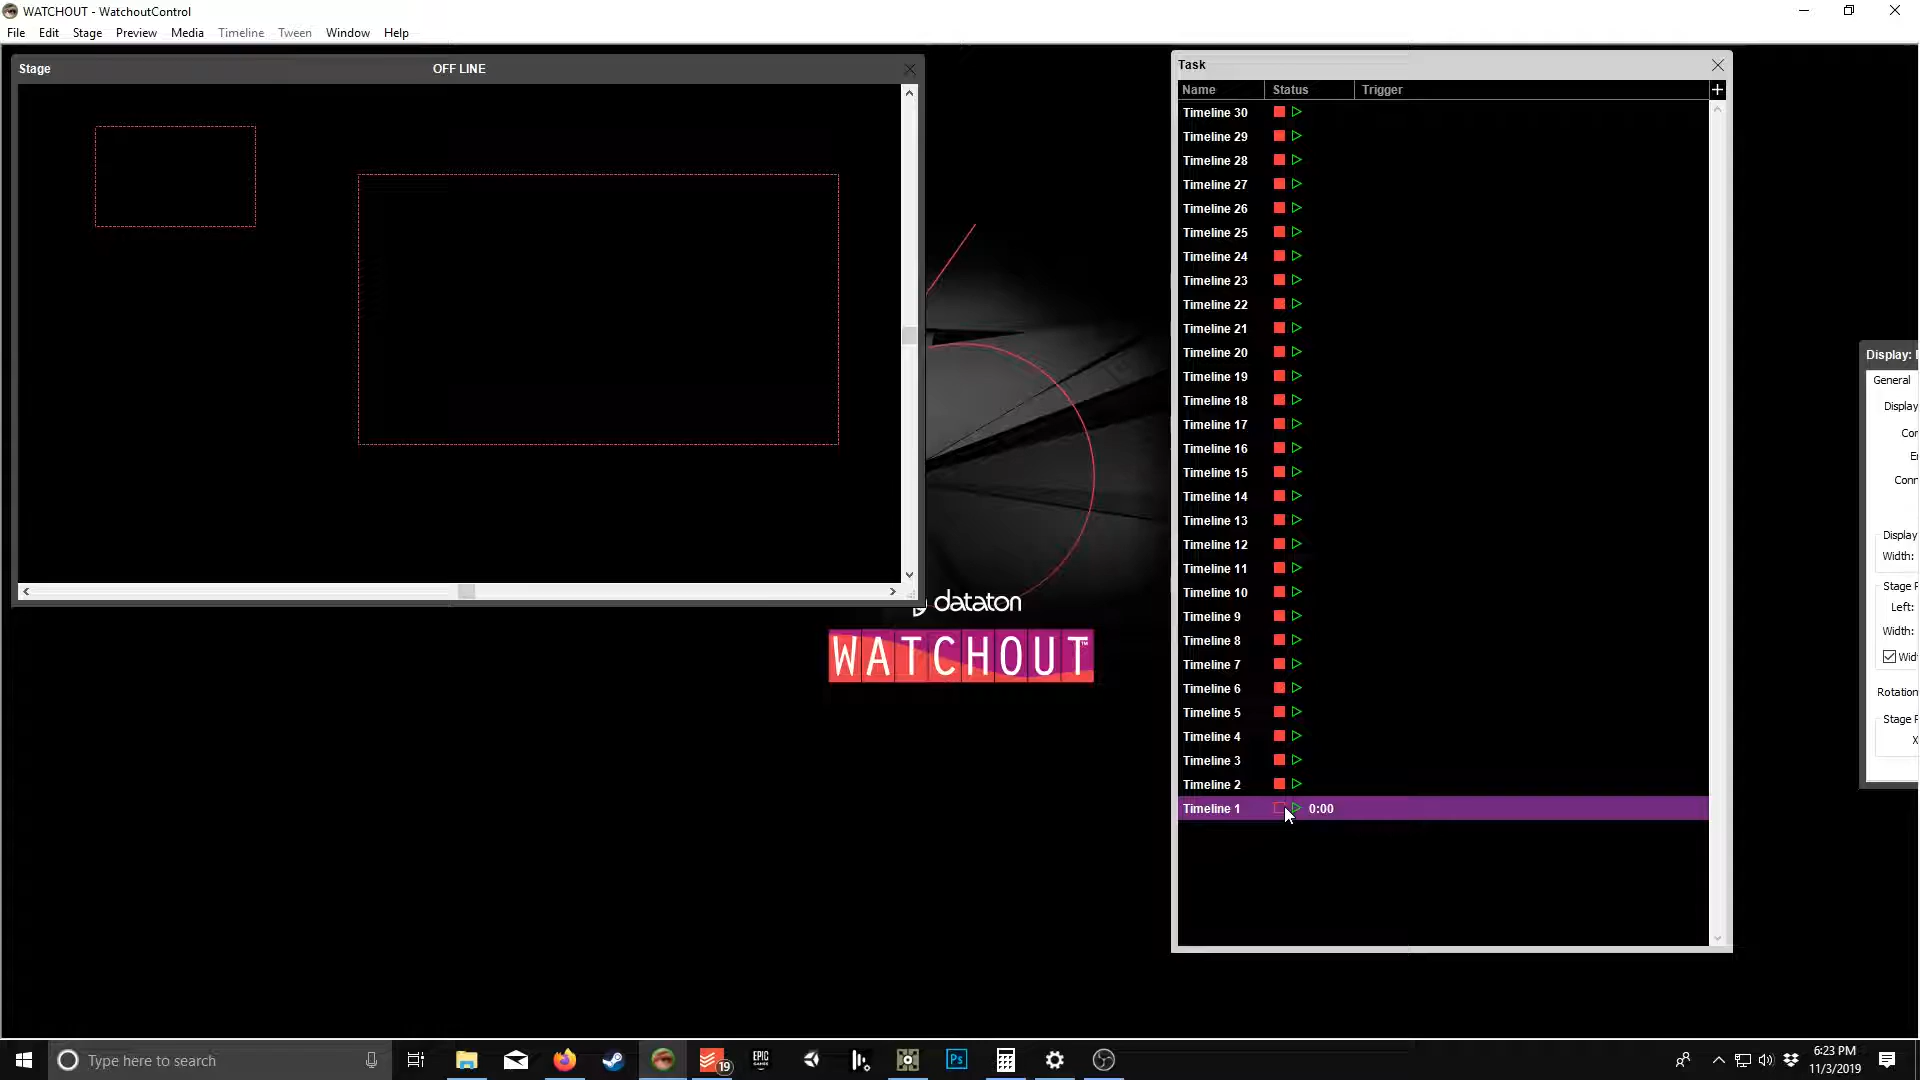 WATCHOUT - WatchoutControl
File Edit Stage Preview Media Timeline Tween Window Help
Stage OFF LINE
Task
Name Status Trigger
Timeline 30
Timeline 29
Timeline 28
Timeline 27
Timeline 26
Timeline 25
Timeline 24
Timeline 23
Timeline 22
Timeline 21
Timeline 20
Timeline 19
Timeline 18
Timeline 17
Timeline 16
Timeline 15
Timeline 14
Timeline 13
Timeline 12
Timeline 11
Timeline 10
Timeline 9
Timeline 8
Timeline 7
Timeline 6
Timeline 5
Timeline 4
Timeline 3
Timeline 2
Timeline 1 0:00
dataton
WATCHOUT™
Display:
General
Display
Width:
Left:
Width:
Rotation
X
Type here to search
19
EPIC GAMES
Ps
6:23 PM
11/3/2019